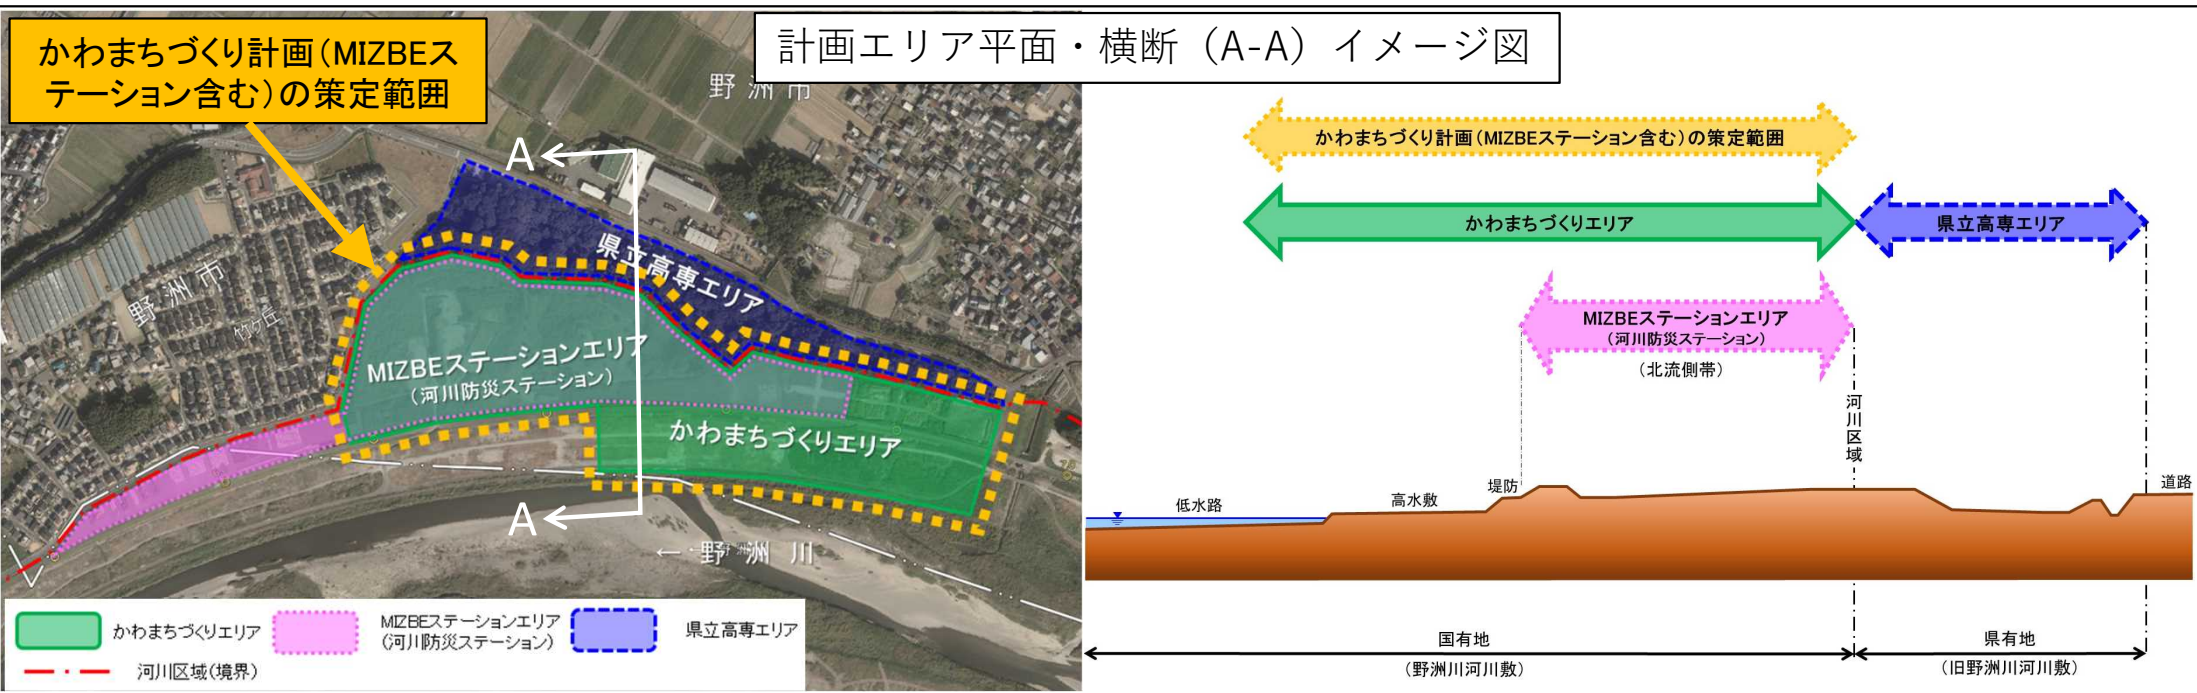 計画エリア平面・横断（A-A）イメージ図
かわまちづくり計画（MIZBEス
テーション含む）の策定範囲
野洲市
A
県立高専エリア
野洲市
竹ケ丘
MIZBEステーションエリア
（河川防災ステーション）
かわまちづくりエリア
A
← 野洲川
かわまちづくりエリア
MIZBEステーションエリア
（河川防災ステーション）
県立高専エリア
河川区域(境界)
かわまちづくり計画（MIZBEステーション含む）の策定範囲
かわまちづくりエリア
県立高専エリア
MIZBEステーションエリア
（河川防災ステーション）
（北流側帯）
河川区域
低水路
高水敷
堤防
道路
国有地
（野洲川河川敷）
県有地
（旧野洲川河川敷）